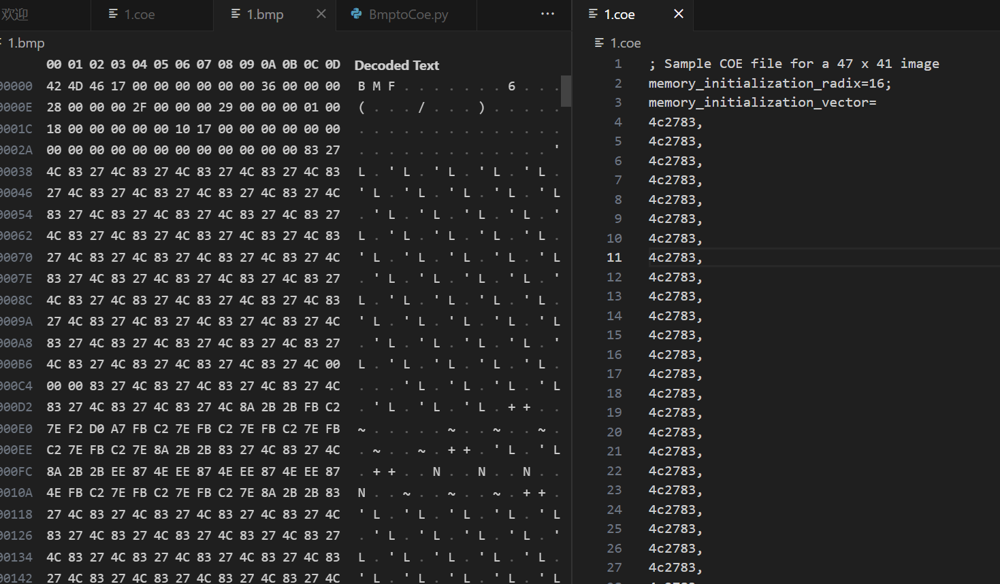 欢迎
1.coe
1.bmp
BmptoCoe.py
1.coe
1.bmp
1.coe
00 01 02 03 04 05 06 07 08 09 0A 0B 0C 0D Decoded Text
00000 42 4D 46 17 00 00 00 00 00 00 36 00 00 00 B M F . . . . . . . 6 . . .
0000E 28 00 00 00 2F 00 00 00 29 00 00 00 01 00 ( . . . / . . . ) . . . . .
0001C 18 00 00 00 00 00 10 17 00 00 00 00 00 00 . . . . . . . . . . . . . .
0002A 00 00 00 00 00 00 00 00 00 00 00 00 83 27 . . . . . . . . . . . . . '
00038 4C 83 27 4C 83 27 4C 83 27 4C 83 27 4C 83 L . ' L . ' L . ' L . ' L .
00046 27 4C 83 27 4C 83 27 4C 83 27 4C 83 27 4C ' L . ' L . ' L . ' L . ' L
00054 83 27 4C 83 27 4C 83 27 4C 83 27 4C 83 27 . ' L . ' L . ' L . ' L . '
00062 4C 83 27 4C 83 27 4C 83 27 4C 83 27 4C 83 L . ' L . ' L . ' L . ' L .
00070 27 4C 83 27 4C 83 27 4C 83 27 4C 83 27 4C ' L . ' L . ' L . ' L . ' L
0007E 83 27 4C 83 27 4C 83 27 4C 83 27 4C 83 27 . ' L . ' L . ' L . ' L . '
0008C 4C 83 27 4C 83 27 4C 83 27 4C 83 27 4C 83 L . ' L . ' L . ' L . ' L .
0009A 27 4C 83 27 4C 83 27 4C 83 27 4C 83 27 4C ' L . ' L . ' L . ' L . ' L
000A8 83 27 4C 83 27 4C 83 27 4C 83 27 4C 83 27 . ' L . ' L . ' L . ' L . '
000B6 4C 83 27 4C 83 27 4C 83 27 4C 83 27 4C 00 L . ' L . ' L . ' L . ' L .
000C4 00 00 83 27 4C 83 27 4C 83 27 4C 83 27 4C . . . ' L . ' L . ' L . ' L
000D2 83 27 4C 83 27 4C 83 27 4C 8A 2B 2B FB C2 . ' L . ' L . ' L . + + . .
000E0 7E F2 D0 A7 FB C2 7E FB C2 7E FB C2 7E FB ~ . . . . . ~ . . ~ . . ~ .
000EE C2 7E FB C2 7E 8A 2B 2B 83 27 4C 83 27 4C . ~ . . ~ . + + . ' L . ' L
000FC 8A 2B 2B EE 87 4E EE 87 4E EE 87 4E EE 87 . + + . . N . . N . . N . .
0010A 4E FB C2 7E FB C2 7E FB C2 7E 8A 2B 2B 83 N . . ~ . . ~ . . ~ . + + .
00118 27 4C 83 27 4C 83 27 4C 83 27 4C 83 27 4C ' L . ' L . ' L . ' L . ' L
00126 83 27 4C 83 27 4C 83 27 4C 83 27 4C 83 27 . ' L . ' L . ' L . ' L . '
00134 4C 83 27 4C 83 27 4C 83 27 4C 83 27 4C 83 L . ' L . ' L . ' L . ' L .
00142 27 4C 83 27 4C 83 27 4C 83 27 4C 83 27 4C ' L . ' L . ' L . ' L . ' L
1 ; Sample COE file for a 47 x 41 image
2 memory_initialization_radix=16;
3 memory_initialization_vector=
4 4c2783,
5 4c2783,
6 4c2783,
7 4c2783,
8 4c2783,
9 4c2783,
10 4c2783,
11 4c2783,
12 4c2783,
13 4c2783,
14 4c2783,
15 4c2783,
16 4c2783,
17 4c2783,
18 4c2783,
19 4c2783,
20 4c2783,
21 4c2783,
22 4c2783,
23 4c2783,
24 4c2783,
25 4c2783,
26 4c2783,
27 4c2783,